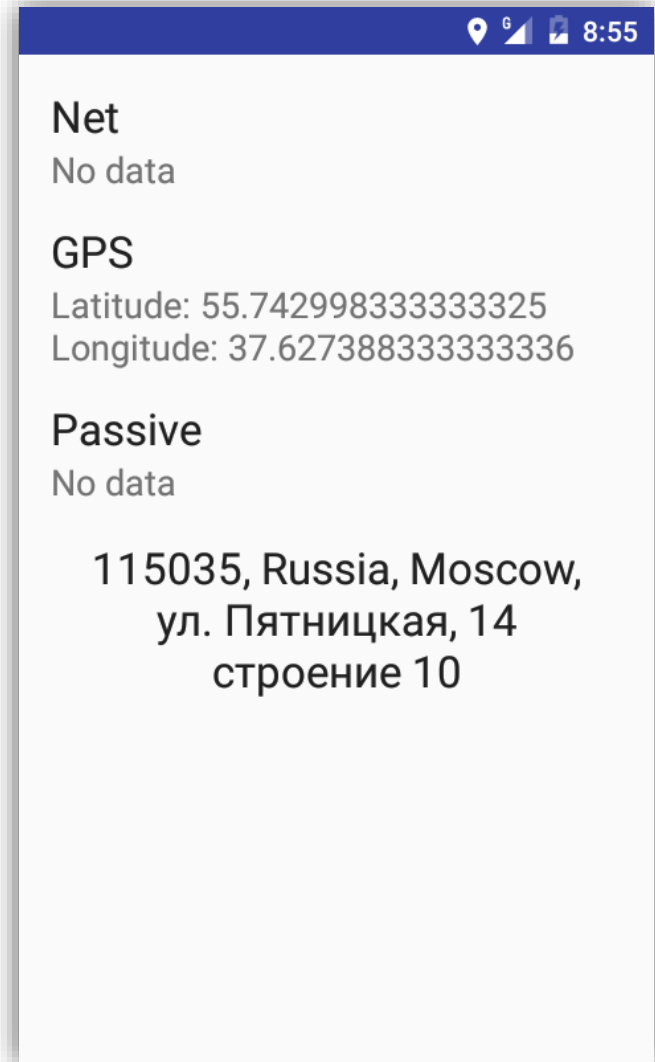 G 8:55
Net
No data
GPS
Latitude: 55.742998333333325
Longitude: 37.627388333333336
Passive
No data
115035, Russia, Moscow,
ул. Пятницкая, 14
строение 10